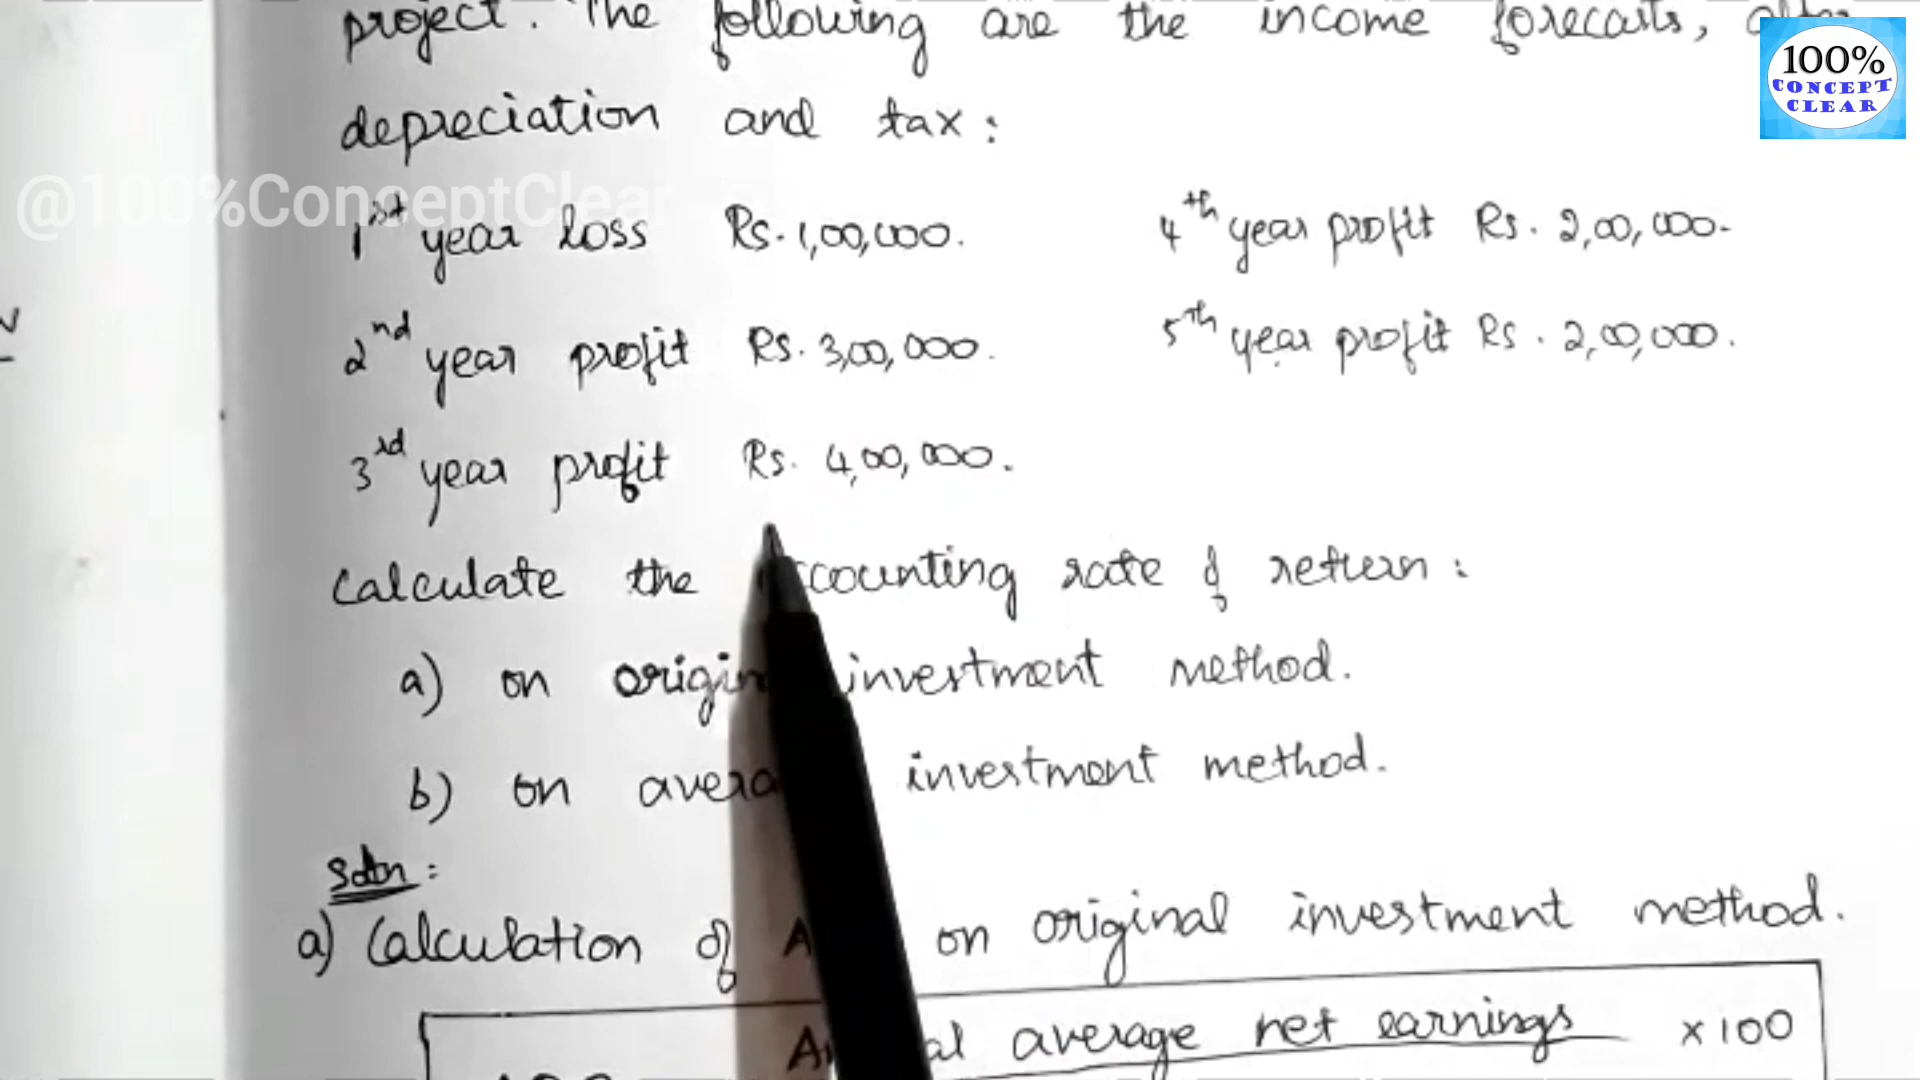 project. The following are the income forecasts, after
100%
CONCEPT
CLEAR
depreciation and tax:
@100%ConceptClear
1st year loss Rs. 1,00,000.
4th year profit Rs. 2,00,000.
2nd year profit Rs. 3,00,000.
5th year profit Rs. 2,00,000.
3rd year profit Rs. 4,00,000.
Calculate the accounting rate of return:
a) on original investment method.
b) on average investment method.
Soln:
a) Calculation of on original investment method.
average net earnings x100